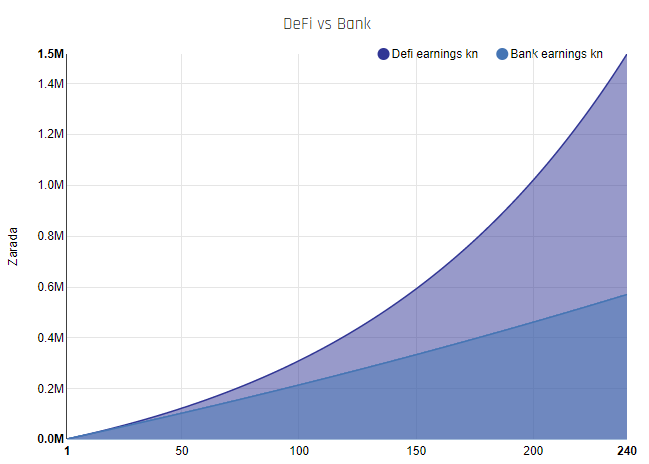 DeFi vs Bank
Defi earnings kn
Bank earnings kn
1.5M
1.4M
1.2M
1.0M
0.8M
0.6M
0.4M
0.2M
0.0M
Zarada
1
50
100
150
200
240